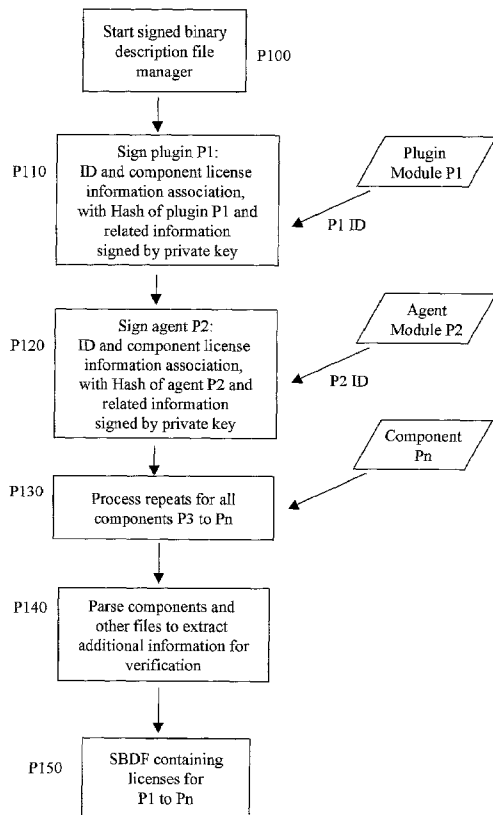 Start signed binary
description file
manager
P100
P110
Sign plugin P1:
ID and component license
information association,
with Hash of plugin P1 and
related information
signed by private key
Plugin
Module P1
P1 ID
P120
Sign agent P2:
ID and component license
information association,
with Hash of agent P2 and
related information
signed by private key
Agent
Module P2
P2 ID
Component
Pn
P130
Process repeats for all
components P3 to Pn
P140
Parse components and
other files to extract
additional information for
verification
P150
SBDF containing
licenses for
P1 to Pn